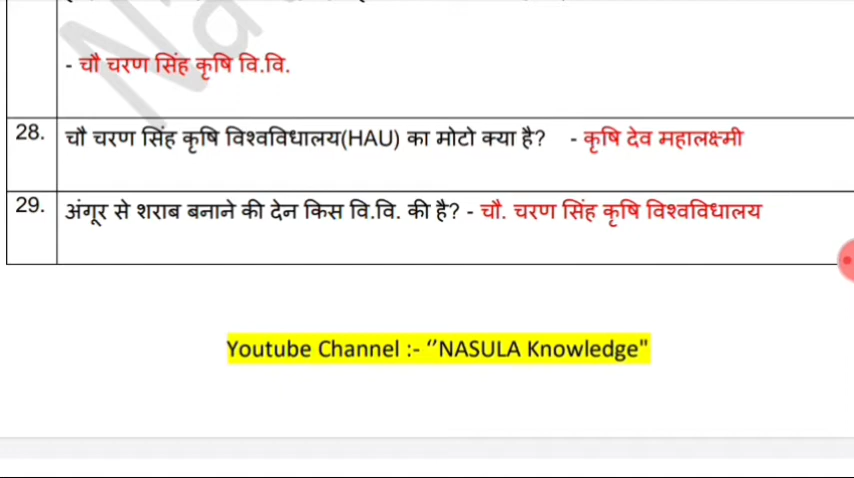 - चौ चरण सिंह कृषि वि.वि.
28. चौ चरण सिंह कृषि विश्वविधालय(HAU) का मोटो क्या है? - कृषि देव महालक्ष्मी
29. अंगूर से शराब बनाने की देन किस वि.वि. की है? - चौ. चरण सिंह कृषि विश्वविधालय
Youtube Channel :- ‘’NASULA Knowledge"